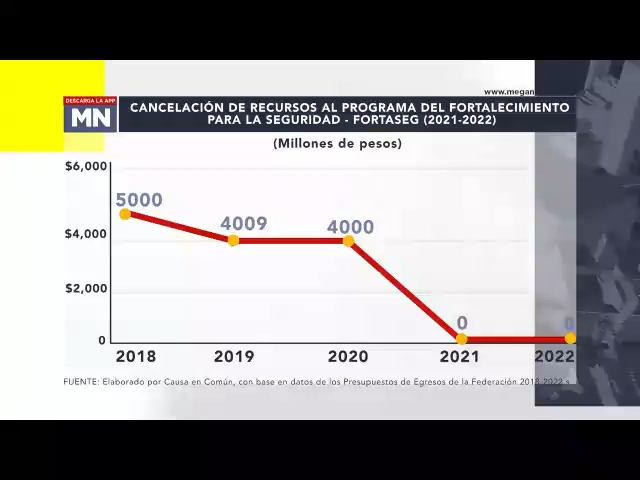 www.megan
DESCARGA LA APP
MN
CANCELACIÓN DE RECURSOS AL PROGRAMA DEL FORTALECIMIENTO
PARA LA SEGURIDAD - FORTASEG (2021-2022)
(Millones de pesos)
$6,000
5000
4009
4000
$4,000
$2,000
0
0
0
2018
2019
2020
2021
2022
FUENTE: Elaborado por Causa en Común, con base en datos de los Presupuestos de Egresos de la Federación 2018-2022.